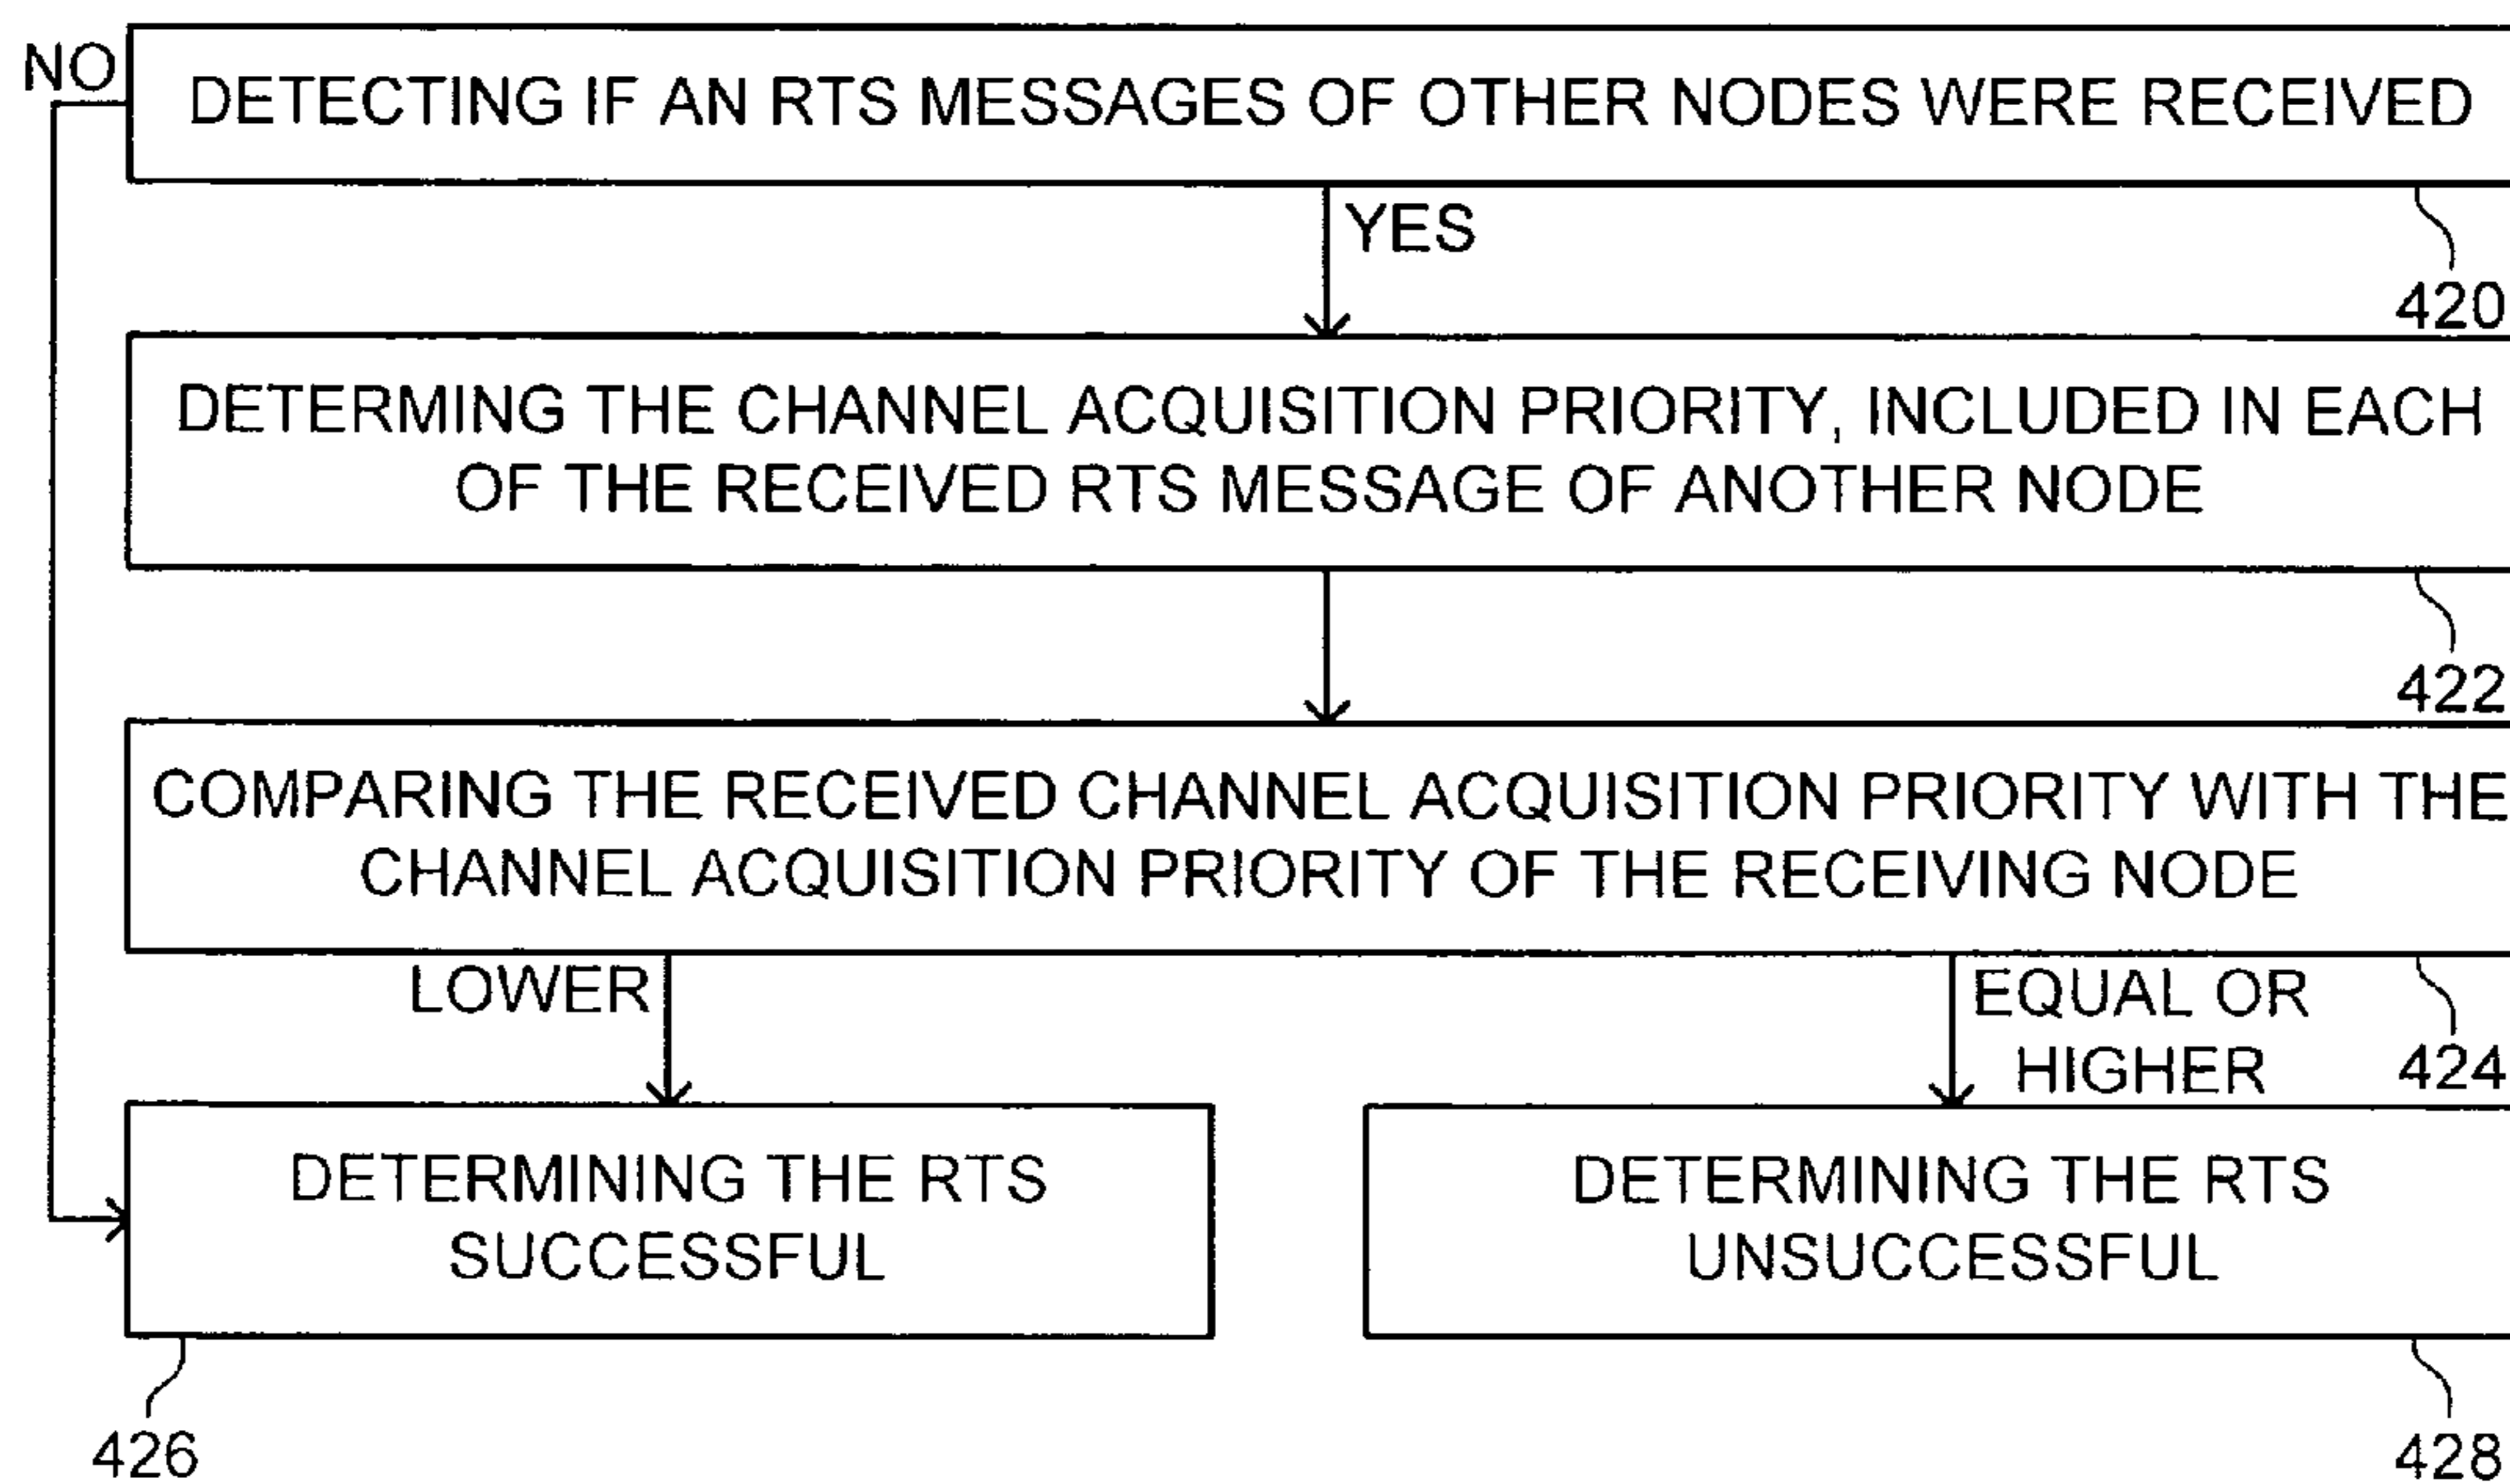 NO
DETECTING IF AN RTS MESSAGES OF OTHER NODES WERE RECEIVED
YES
420
DETERMING THE CHANNEL ACQUISITION PRIORITY, INCLUDED IN EACH
OF THE RECEIVED RTS MESSAGE OF ANOTHER NODE
422
COMPARING THE RECEIVED CHANNEL ACQUISITION PRIORITY WITH THE
CHANNEL ACQUISITION PRIORITY OF THE RECEIVING NODE
LOWER
EQUAL OR
HIGHER
424
DETERMINING THE RTS
SUCCESSFUL
DETERMINING THE RTS
UNSUCCESSFUL
426
428